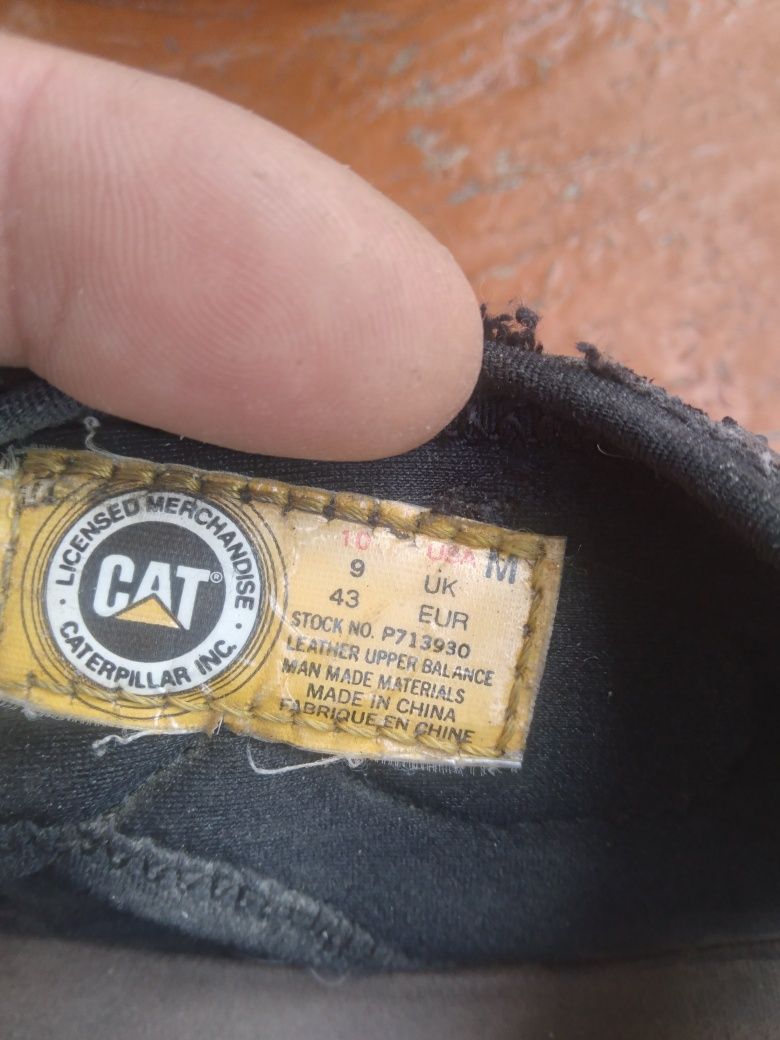 LICENSED MERCHANDISE
CAT®
CATERPILLAR INC.
10 USA M
9 UK
43 EUR
STOCK NO. P713930
LEATHER UPPER BALANCE
MAN MADE MATERIALS
MADE IN CHINA
FABRIQUE EN CHINE